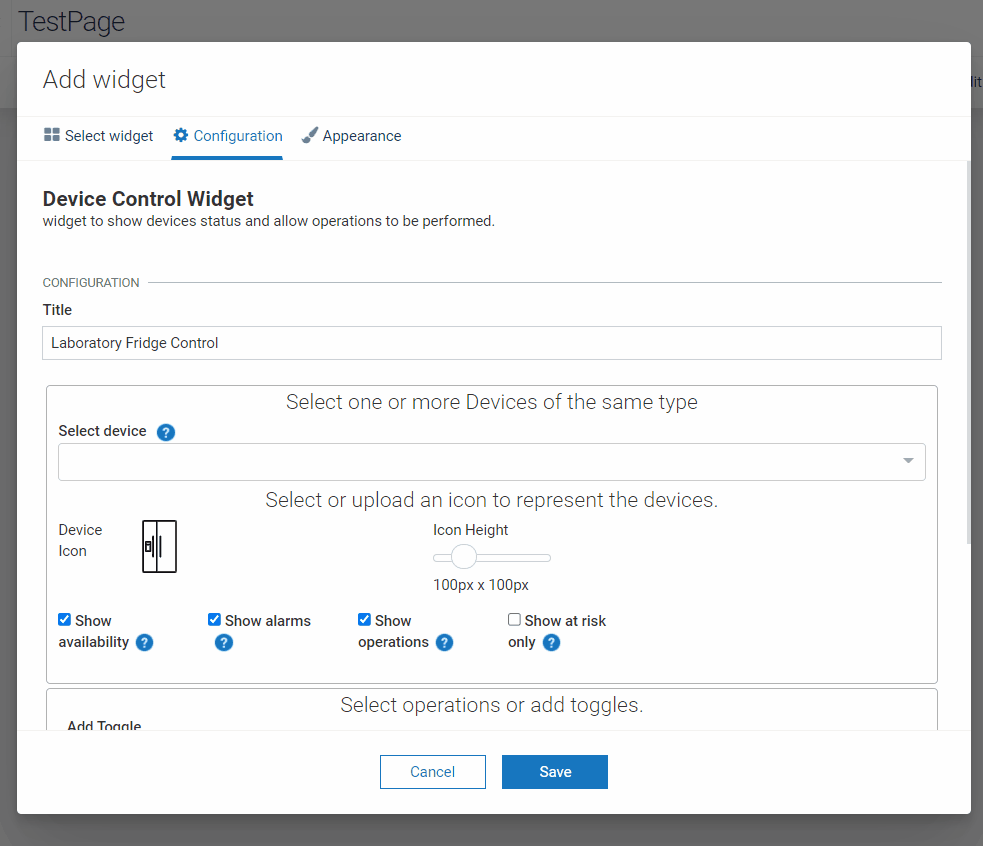 TestPage
Add widget
Select widget
Configuration
Appearance
Device Control Widget
widget to show devices status and allow operations to be performed.
CONFIGURATION
Title
Laboratory Fridge Control
Select one or more Devices of the same type
Select device ?
Select or upload an icon to represent the devices.
Device
Icon
Icon Height
100px x 100px
Show
availability ?
Show alarms
?
Show
operations ?
Show at risk
only ?
Select operations or add toggles.
Add Toggle
Cancel
Save